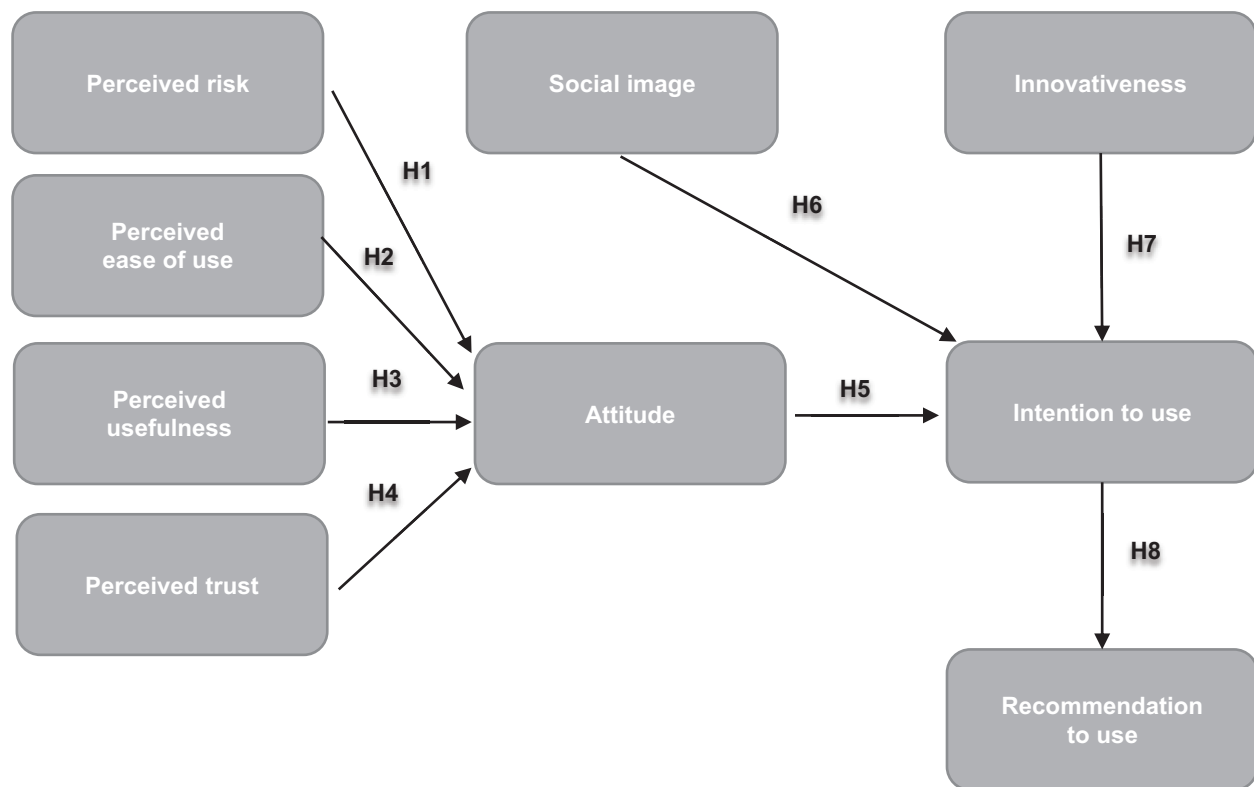 Perceived risk
Social image
Innovativeness
H1
H6
Perceived
ease of use
H2
H7
Perceived
usefulness
H3
Attitude
H5
Intention to use
H4
Perceived trust
H8
Recommendation
to use